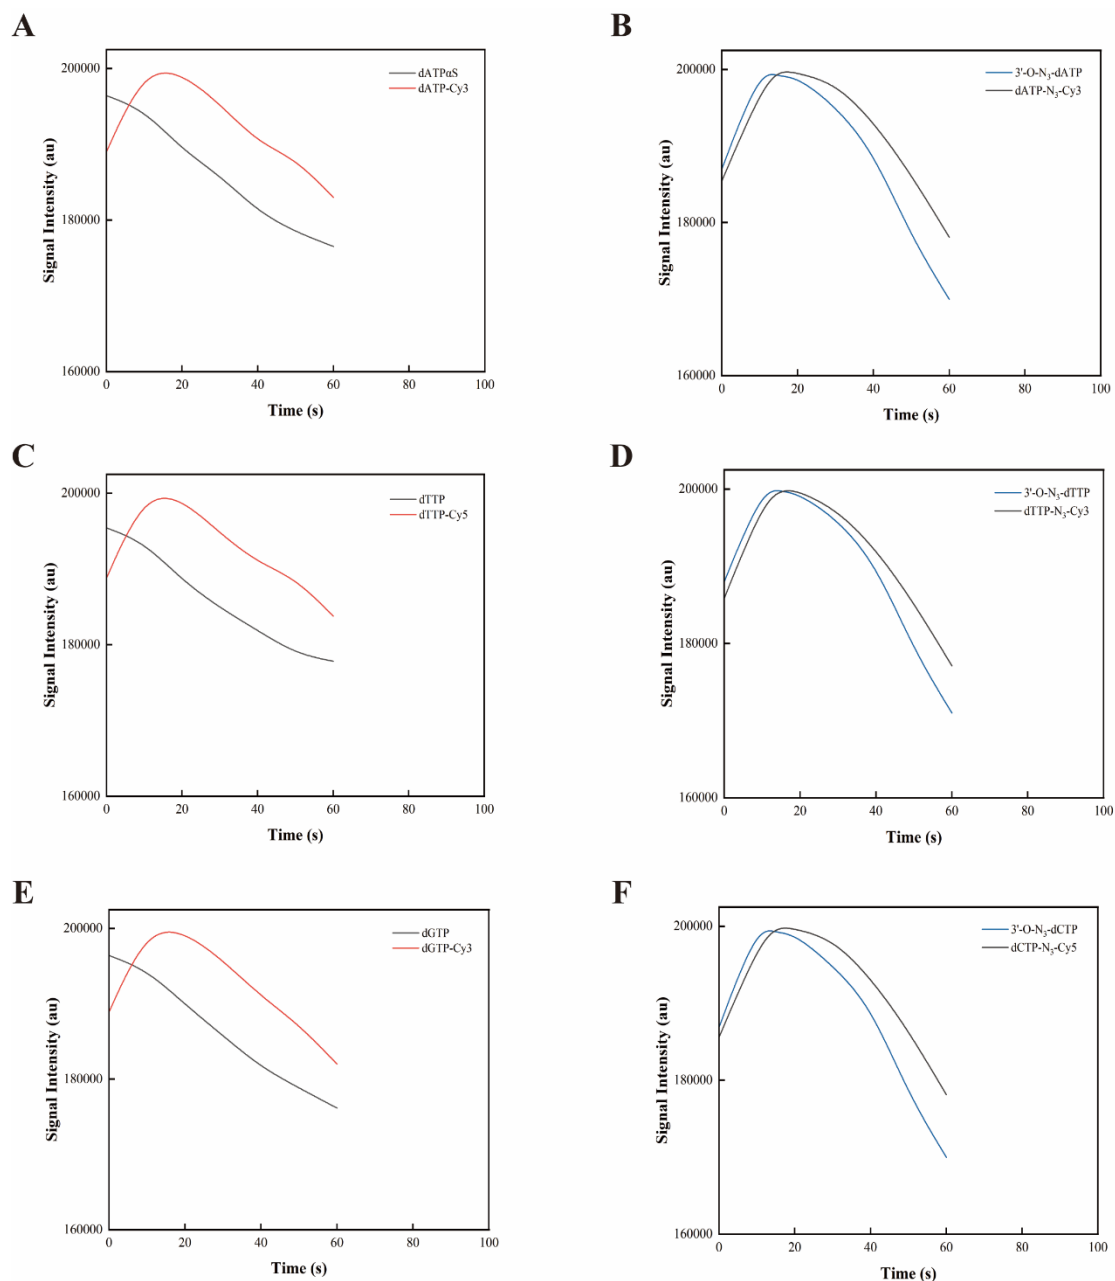 A
200000
180000
160000
0 20 40 60 80 100
Signal Intensity (au)
Time (s)
dATPαS
dATP-Cy3
B
200000
180000
160000
0 20 40 60 80 100
Signal Intensity (au)
Time (s)
3'-O-N₃-dATP
dATP-N₃-Cy3
C
200000
180000
160000
0 20 40 60 80 100
Signal Intensity (au)
Time (s)
dTTP
dTTP-Cy5
D
200000
180000
160000
0 20 40 60 80 100
Signal Intensity (au)
Time (s)
3'-O-N₃-dTTP
dTTP-N₃-Cy3
E
200000
180000
160000
0 20 40 60 80 100
Signal Intensity (au)
Time (s)
dGTP
dGTP-Cy3
F
200000
180000
160000
0 20 40 60 80 100
Signal Intensity (au)
Time (s)
3'-O-N₃-dCTP
dCTP-N₃-Cy5